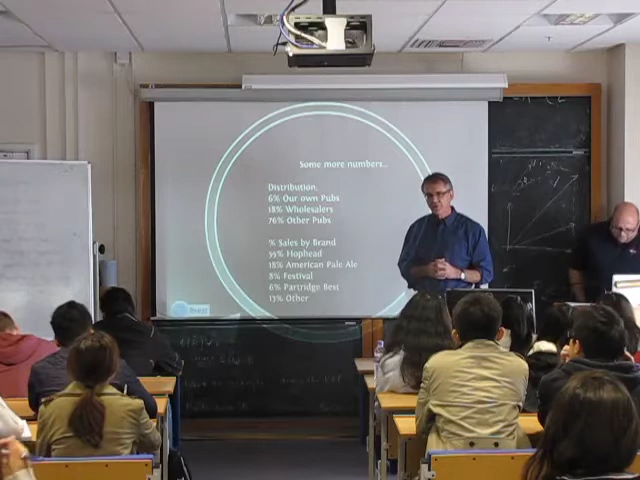 Some more numbers...
Distribution:
6% Our own Pubs
18% Wholesalers
76% Other Pubs
% Sales by Brand
55% Hophead
18% American Pale Ale
8% Festival
6% Partridge Best
13% Other